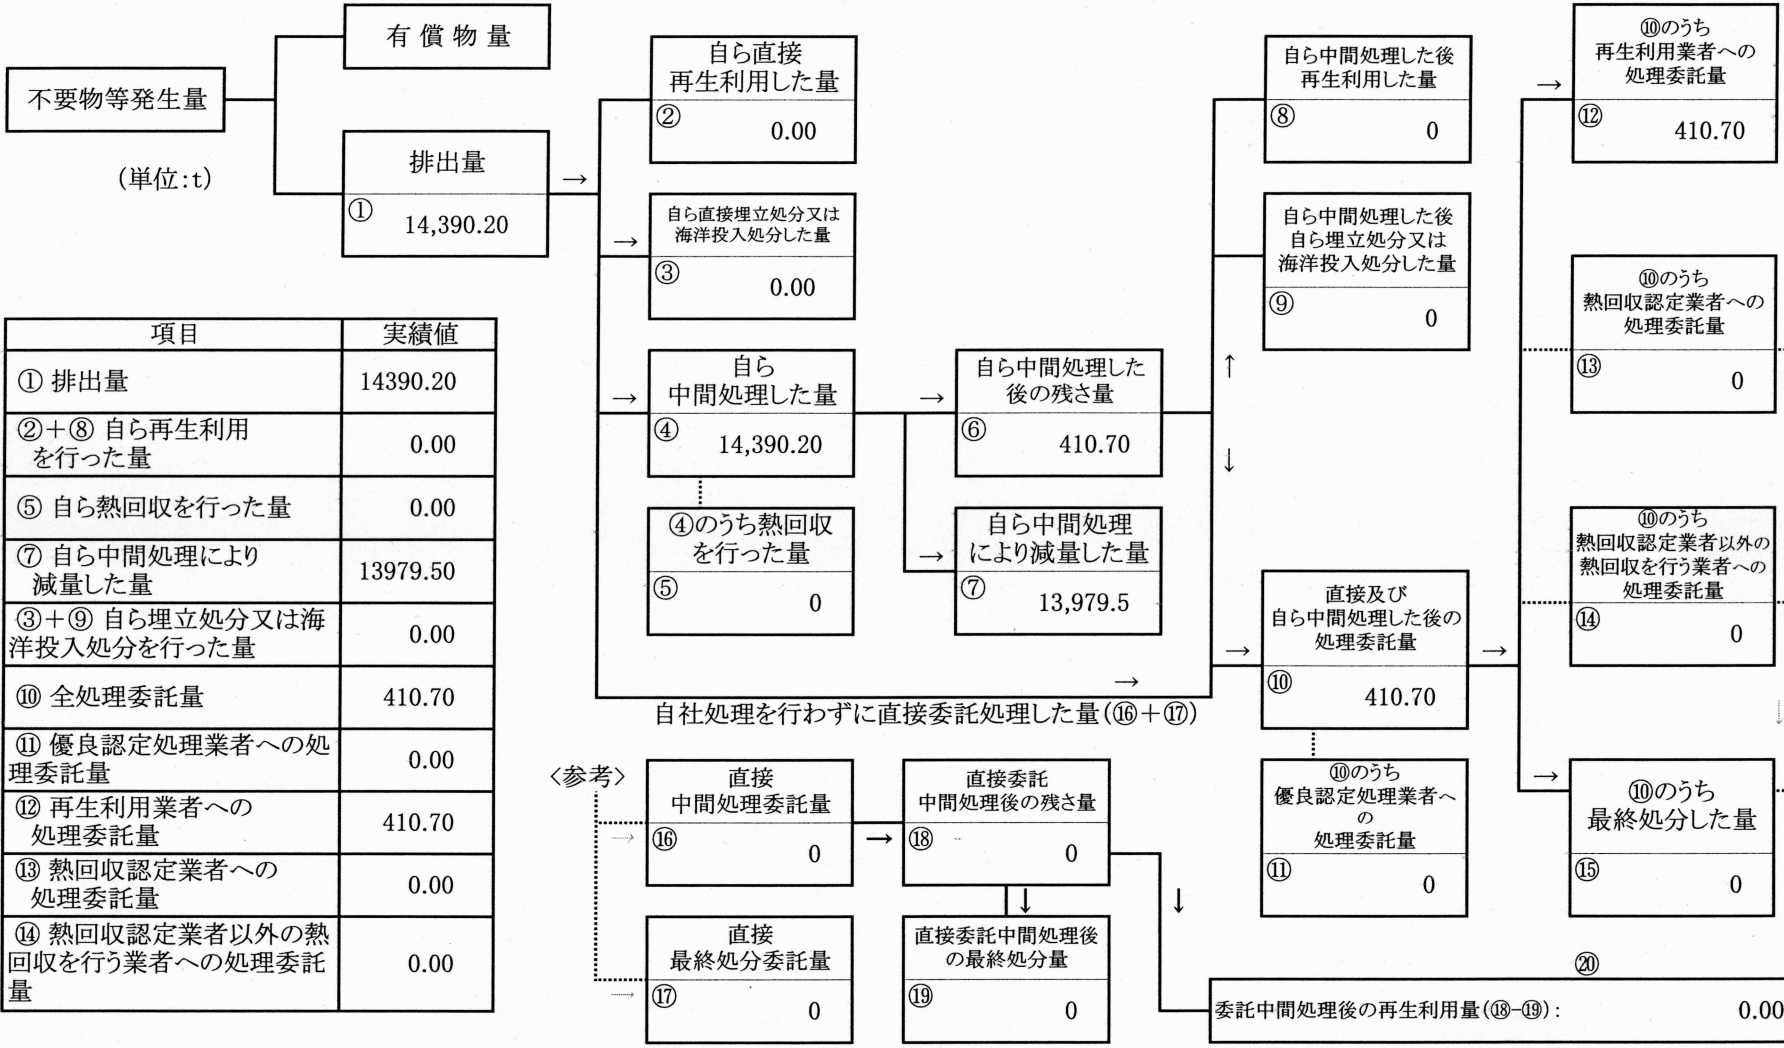 不要物等発生量
(単位:t)
有償物量
排出量
→
① 14,390.20
自ら直接
再生利用した量
② 0.00
自ら直接埋立処分又は
海洋投入処分した量
→
③ 0.00
自ら
中間処理した量
→
④ 14,390.20
④のうち熱回収
を行った量
⑤ 0
自ら中間処理した
後の残さ量
→
⑥ 410.70
自ら中間処理
により減量した量
→
⑦ 13,979.5
↑
↓
自ら中間処理した後
再生利用した量
⑧ 0
自ら中間処理した後
自ら埋立処分又は
海洋投入処分した量
⑨ 0
→
自社処理を行わずに直接委託処理した量(⑯+⑰)
→
直接及び
自ら中間処理した後の
処理委託量
⑩ 410.70
→
⑩のうち
優良認定処理業者へ
の
処理委託量
⑪ 0
→
⑩のうち
再生利用業者への
処理委託量
⑫ 410.70
⑩のうち
熱回収認定業者への
処理委託量
⑬ 0
⑩のうち
熱回収認定業者以外の
熱回収を行う業者への
処理委託量
⑭ 0
↓
→
⑩のうち
最終処分した量
⑮ 0
項目 実績値
① 排出量 14390.20
②+⑧ 自ら再生利用
を行った量 0.00
⑤ 自ら熱回収を行った量 0.00
⑦ 自ら中間処理により
減量した量 13979.50
③+⑨ 自ら埋立処分又は海
洋投入処分を行った量 0.00
⑩ 全処理委託量 410.70
⑪ 優良認定処理業者への処
理委託量 0.00
⑫ 再生利用業者への
処理委託量 410.70
⑬ 熱回収認定業者への
処理委託量 0.00
⑭ 熱回収認定業者以外の熱
回収を行う業者への処理委託
量 0.00
〈参考〉
直接
中間処理委託量
→
⑯ 0
→
直接委託
中間処理後の残さ量
⑱ 0
↓
↓
直接
最終処分委託量
→
⑰ 0
直接委託中間処理後
の最終処分量
⑲ 0
⑳
委託中間処理後の再生利用量(⑱-⑲): 0.00